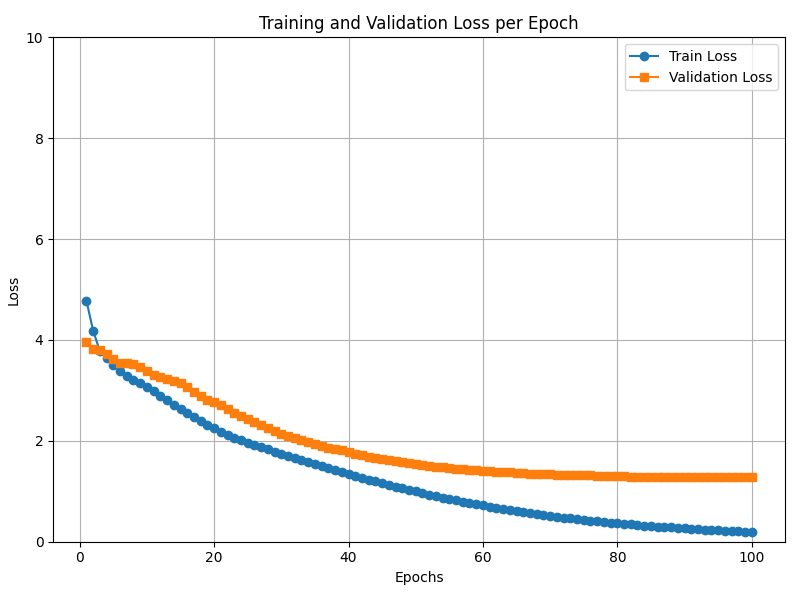 Training and Validation Loss per Epoch
10
8
6
4
2
0
Loss
Train Loss
Validation Loss
0 20 40 60 80 100
Epochs